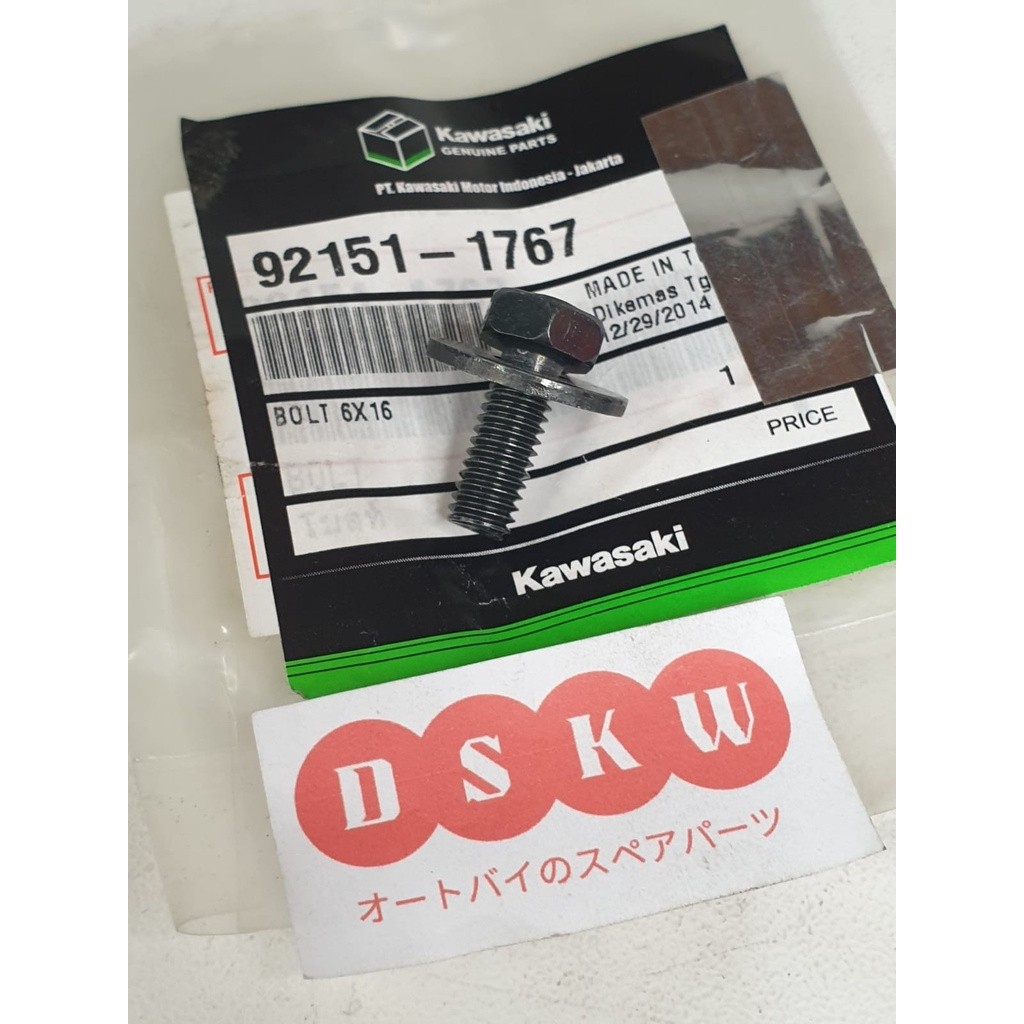 Kawasaki
GENUINE PARTS
PT. Kawasaki Motor Indonesia - Jakarta
92151-1767
MADE IN T
Dikemas Tg
12/29/2014
BOLT 6X16
1
PRICE
Kawasaki
DSKW
オートバイのスペアパーツ